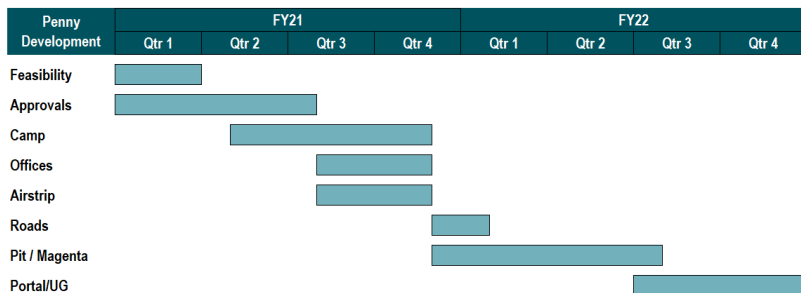 Penny Development FY21 FY22
Qtr 1 Qtr 2 Qtr 3 Qtr 4 Qtr 1 Qtr 2 Qtr 3 Qtr 4
Feasibility
Approvals
Camp
Offices
Airstrip
Roads
Pit / Magenta
Portal/UG